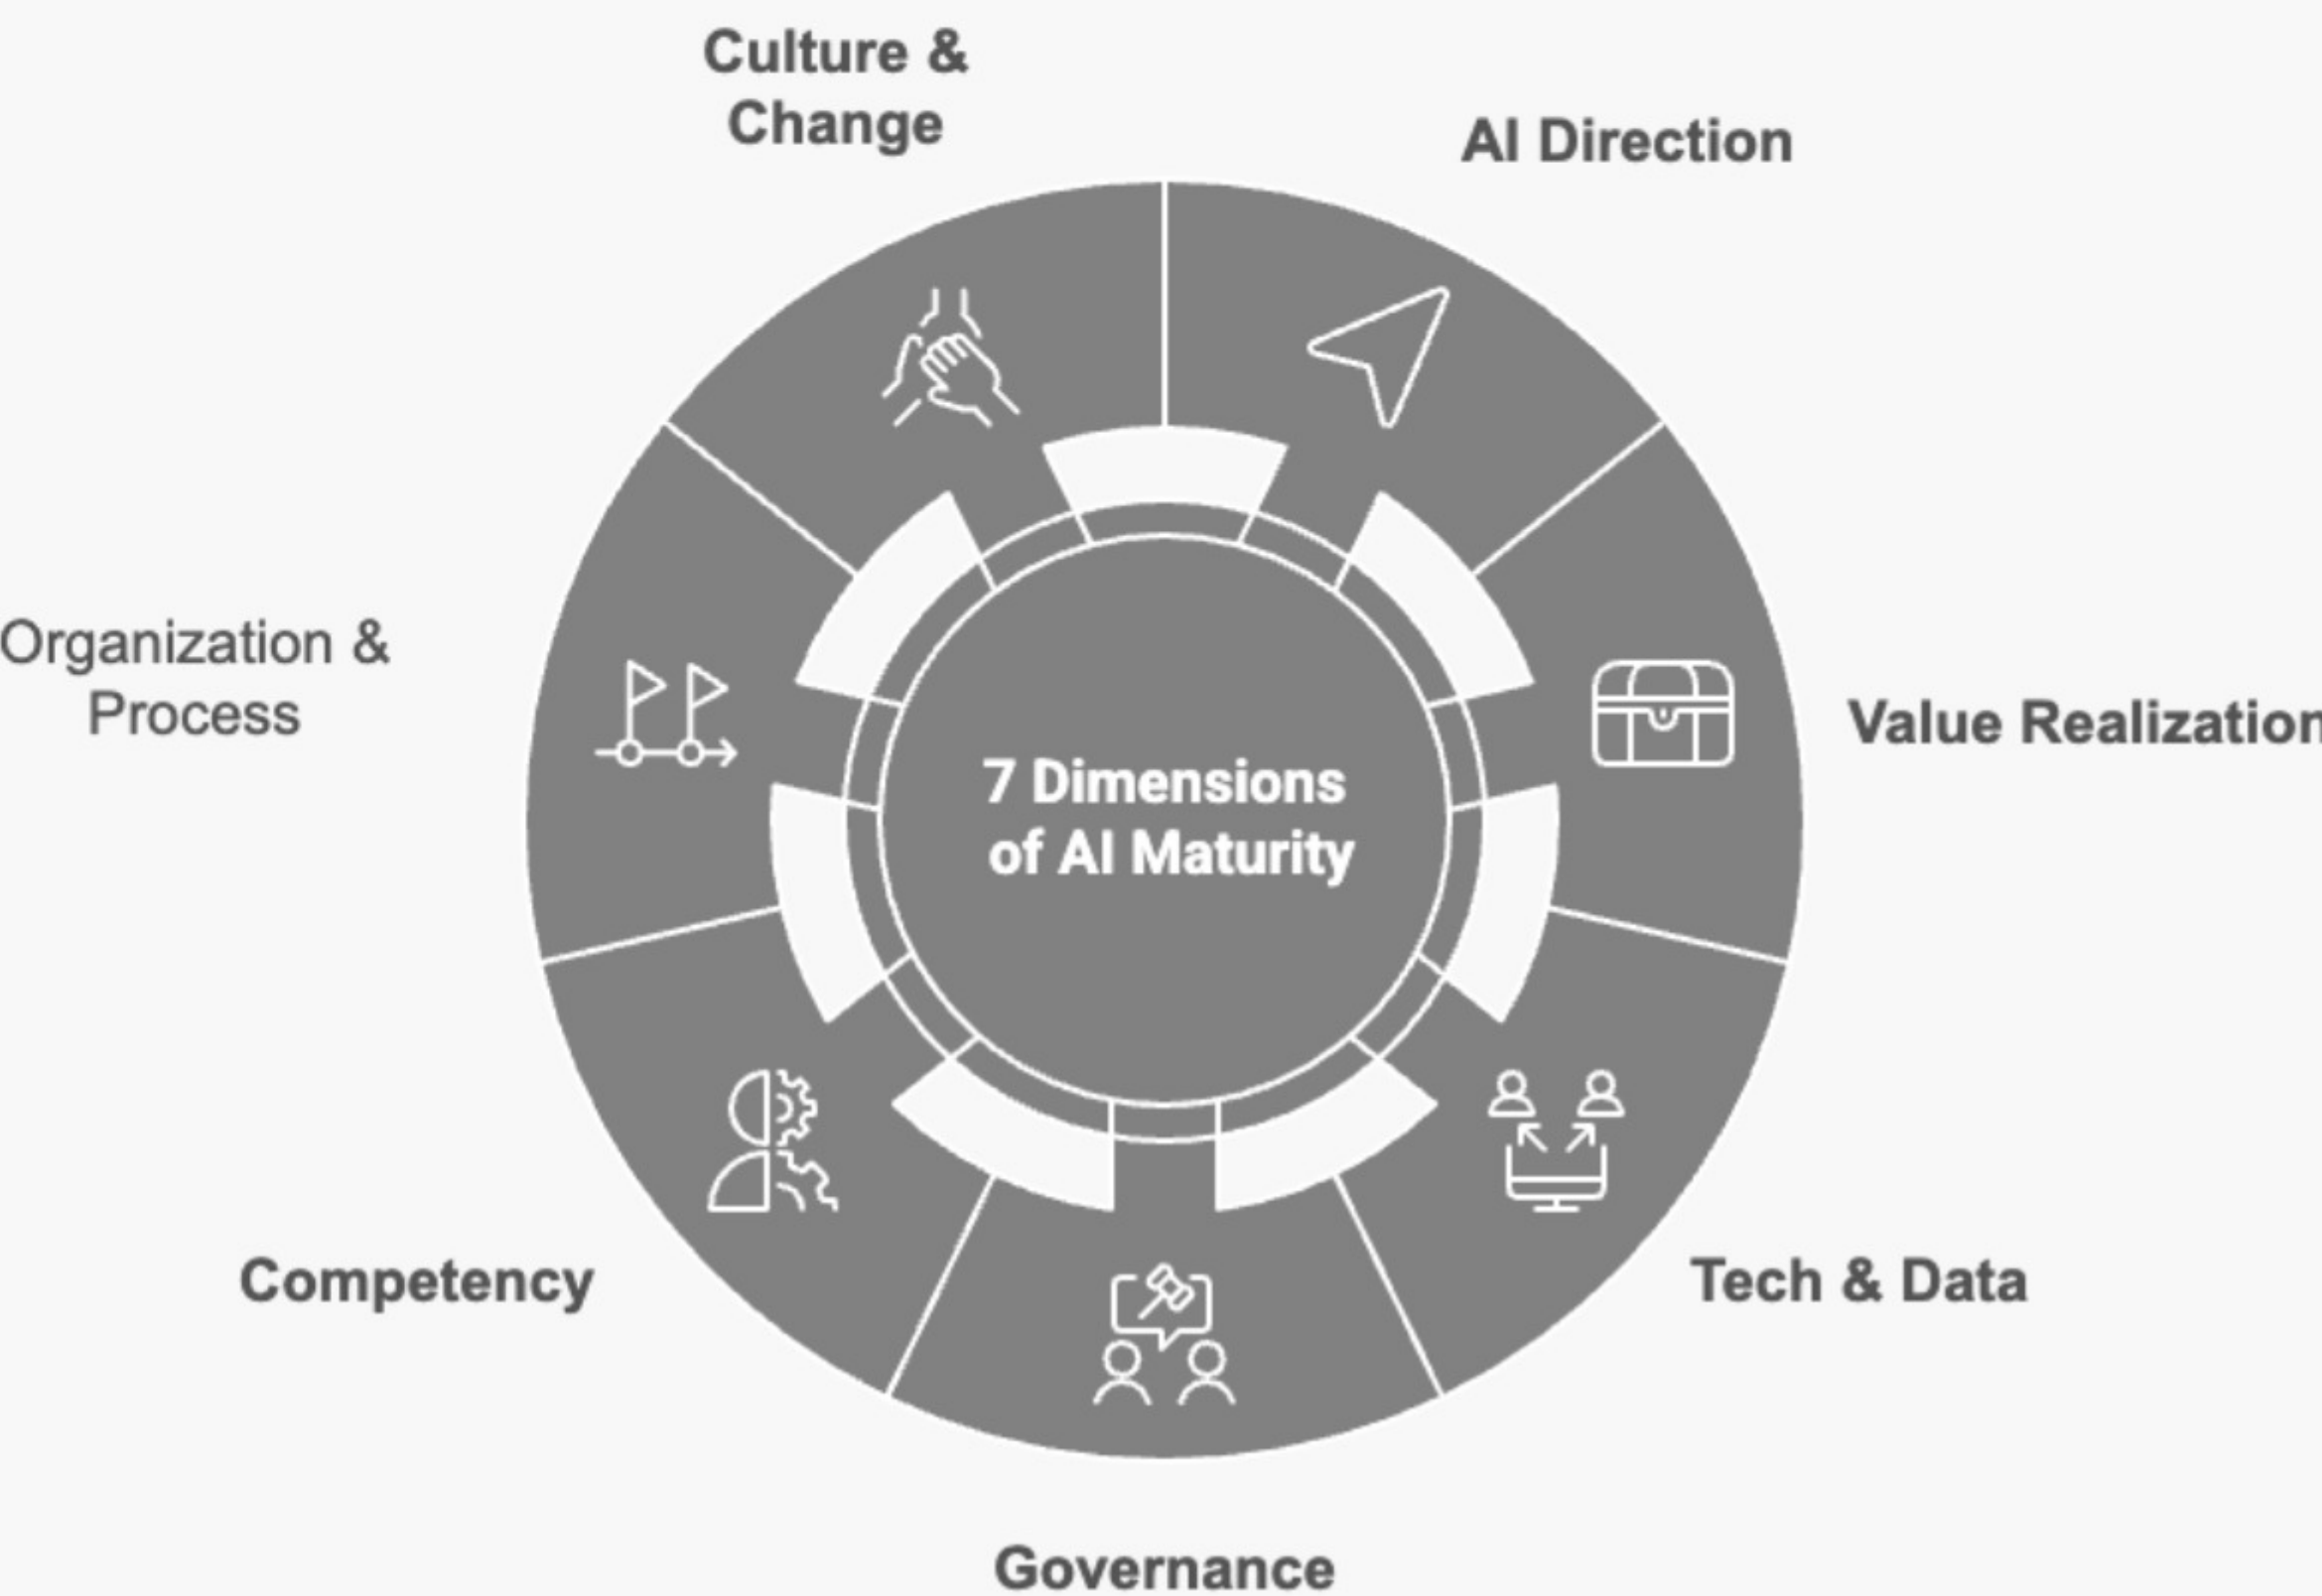 Culture &
Change
AI Direction
Organization &
Process
Value Realization
7 Dimensions
of AI Maturity
Competency
Tech & Data
Governance